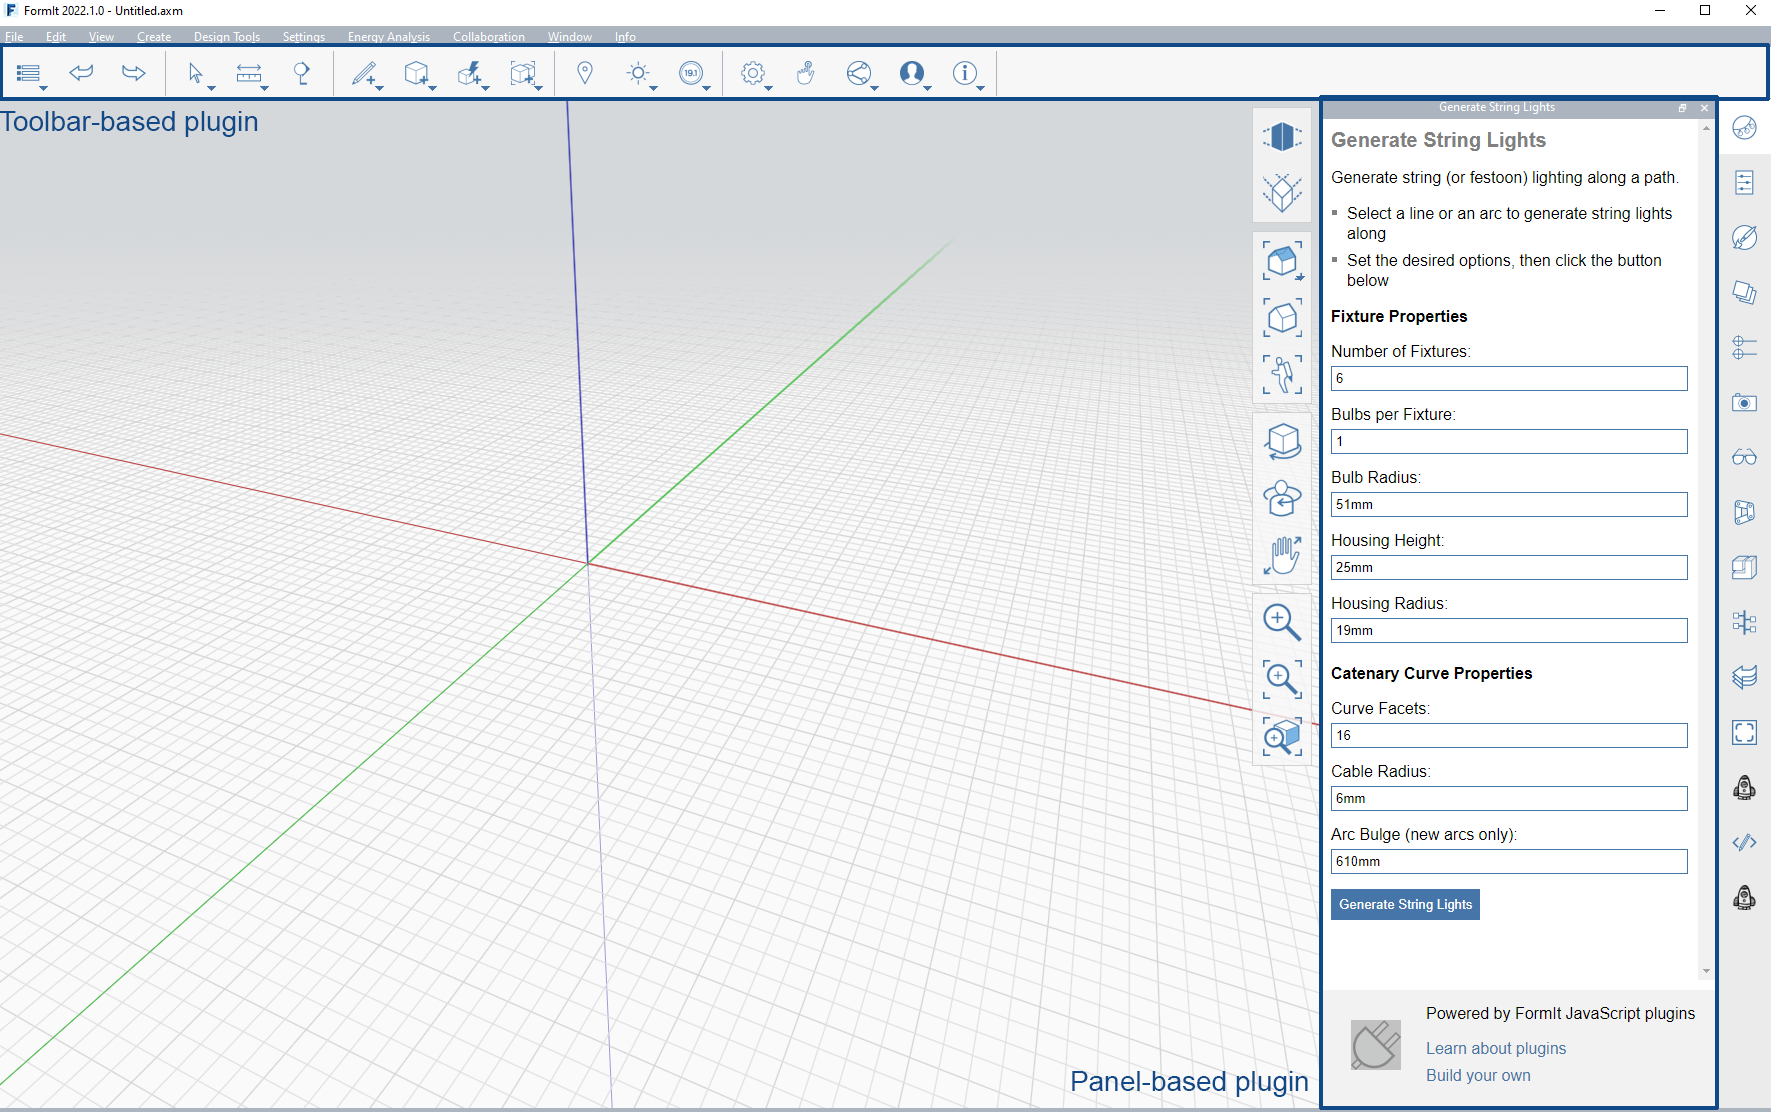 FormIt 2022.1.0 - Untitled.axm
File Edit View Create Design Tools Settings Energy Analysis Collaboration Window Info
19.1
Toolbar-based plugin
Generate String Lights
Generate String Lights
Generate string (or festoon) lighting along a path.
Select a line or an arc to generate string lights
along
Set the desired options, then click the button
below
Fixture Properties
Number of Fixtures:
6
Bulbs per Fixture:
1
Bulb Radius:
51mm
Housing Height:
25mm
Housing Radius:
19mm
Catenary Curve Properties
Curve Facets:
16
Cable Radius:
6mm
Arc Bulge (new arcs only):
610mm
Generate String Lights
Powered by FormIt JavaScript plugins
Learn about plugins
Build your own
Panel-based plugin